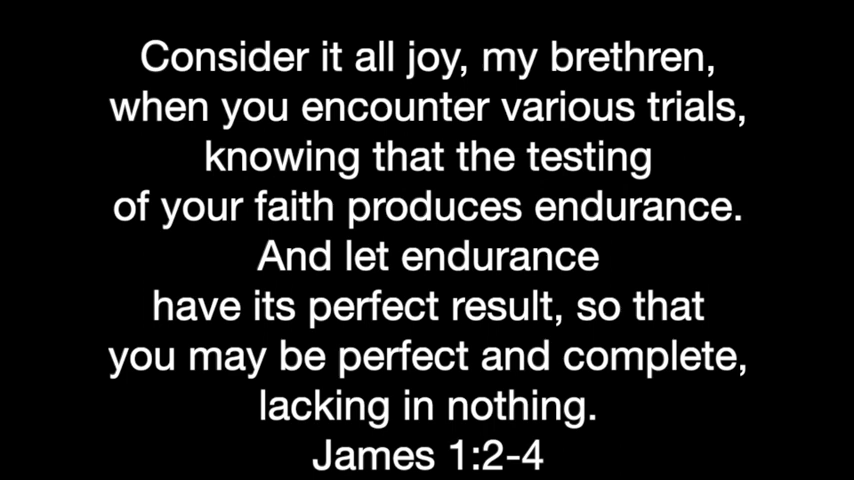 Consider it all joy, my brethren,
when you encounter various trials,
knowing that the testing
of your faith produces endurance.
And let endurance
have its perfect result, so that
you may be perfect and complete,
lacking in nothing.
James 1:2-4